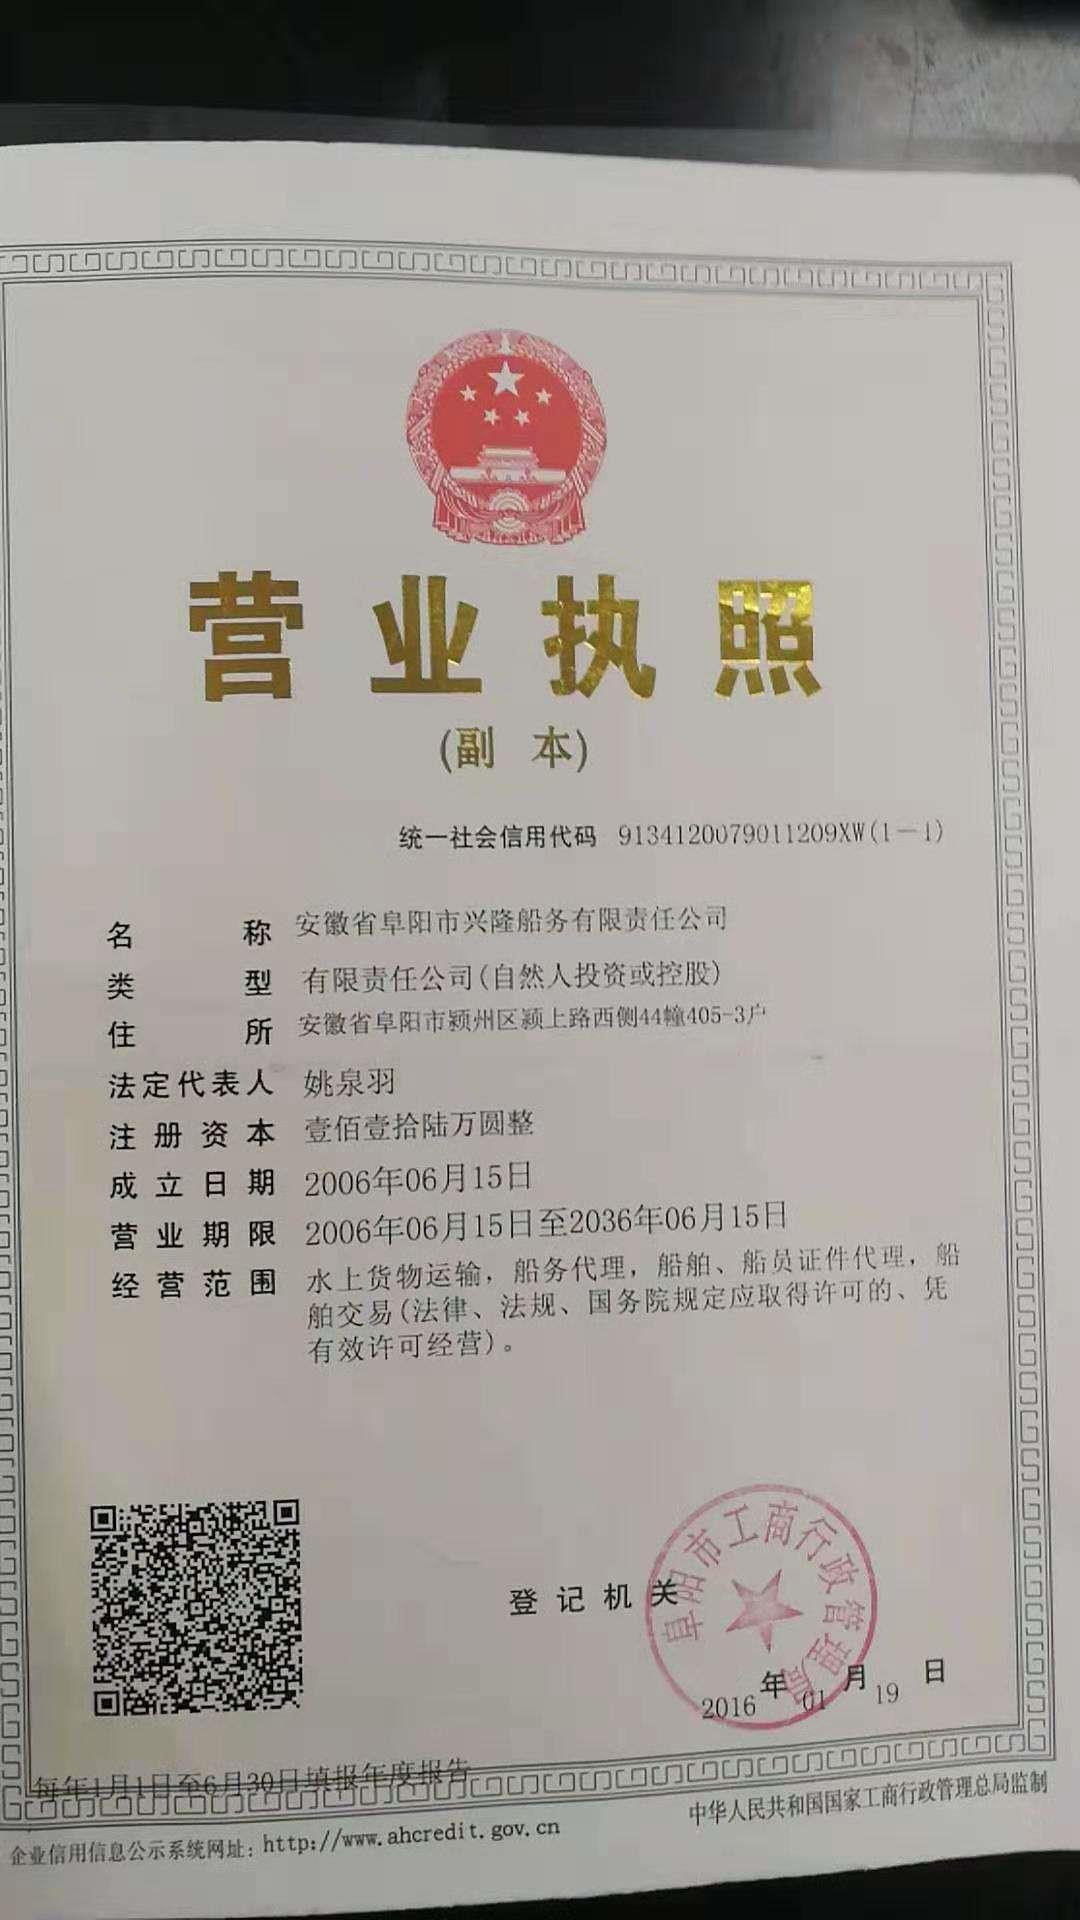 营业执照
(副 本)
统一社会信用代码 9134120079011209XW(1-1)
名称 安徽省阜阳市兴隆船务有限责任公司
类型 有限责任公司(自然人投资或控股)
住所 安徽省阜阳市颍州区颍上路西侧44幢405-3户
法定代表人 姚泉羽
注册资本 壹佰壹拾陆万圆整
成立日期 2006年06月15日
营业期限 2006年06月15日至2036年06月15日
经营范围 水上货物运输，船务代理，船舶、船员证件代理，船
舶交易(法律、法规、国务院规定应取得许可的、凭
有效许可经营)。
登记机关
阜阳市工商行政管理局
2016年01月19日
每年1月1日至6月30日填报年度报告
企业信用信息公示系统网址：http://www.ahcredit.gov.cn
中华人民共和国国家工商行政管理总局监制